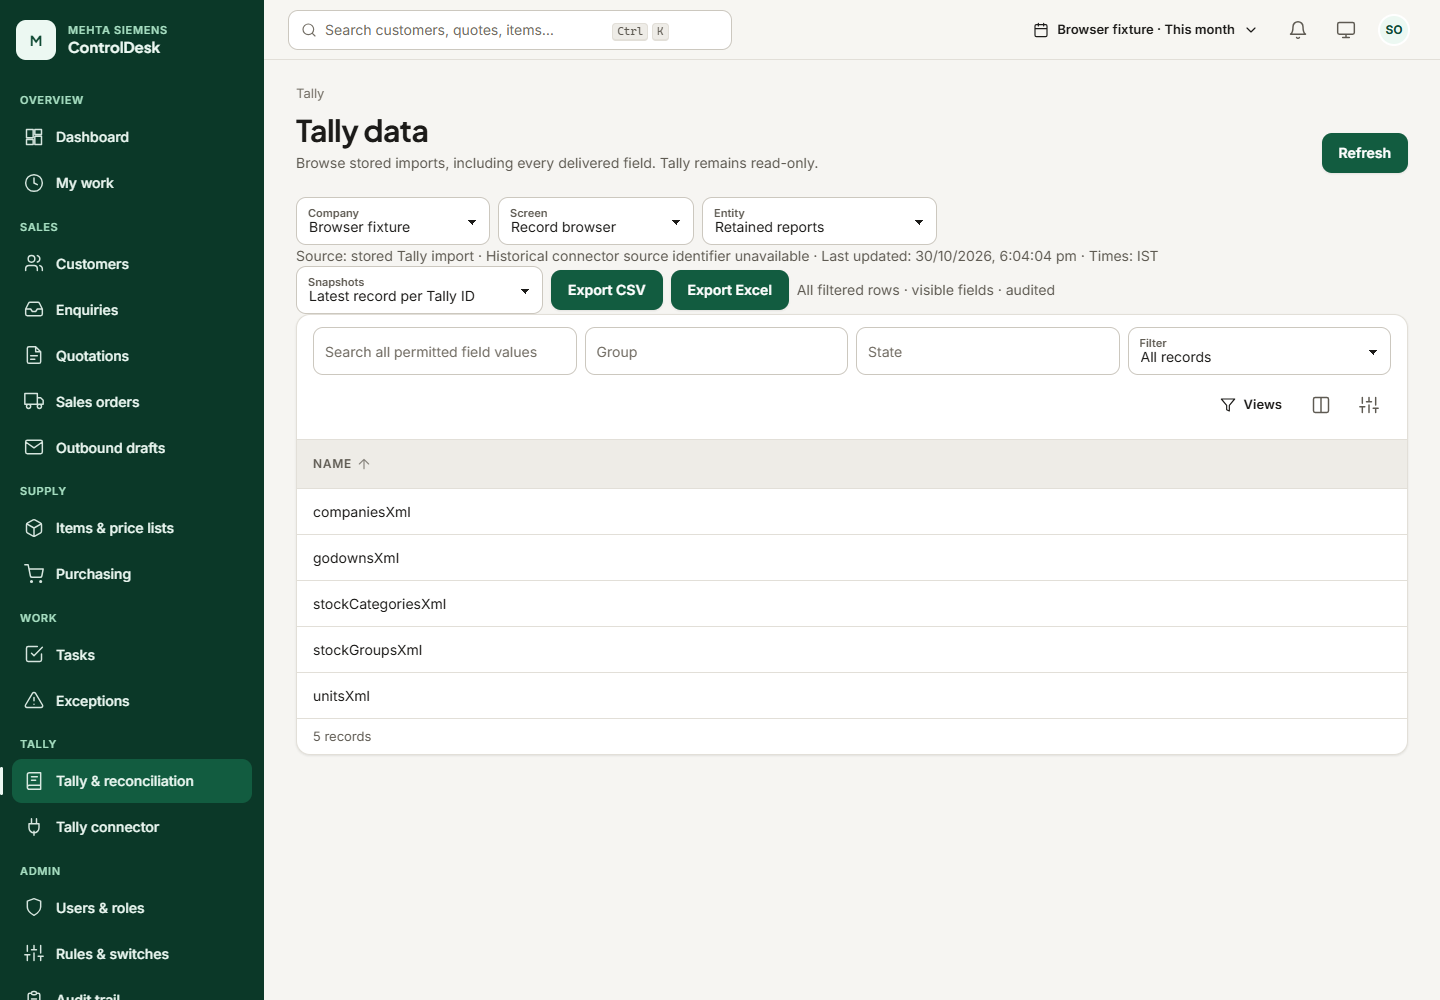 M
MEHTA SIEMENS
ControlDesk
OVERVIEW
Dashboard
My work
SALES
Customers
Enquiries
Quotations
Sales orders
Outbound drafts
SUPPLY
Items & price lists
Purchasing
WORK
Tasks
Exceptions
TALLY
Tally & reconciliation
Tally connector
ADMIN
Users & roles
Rules & switches
Audit trail
Search customers, quotes, items... Ctrl K
Browser fixture · This month
SO
Tally
Tally data
Browse stored imports, including every delivered field. Tally remains read-only.
Refresh
Company
Browser fixture
Screen
Record browser
Entity
Retained reports
Source: stored Tally import · Historical connector source identifier unavailable · Last updated: 30/10/2026, 6:04:04 pm · Times: IST
Snapshots
Latest record per Tally ID
Export CSV
Export Excel
All filtered rows · visible fields · audited
Search all permitted field values
Group
State
Filter
All records
Views
NAME
companiesXml
godownsXml
stockCategoriesXml
stockGroupsXml
unitsXml
5 records